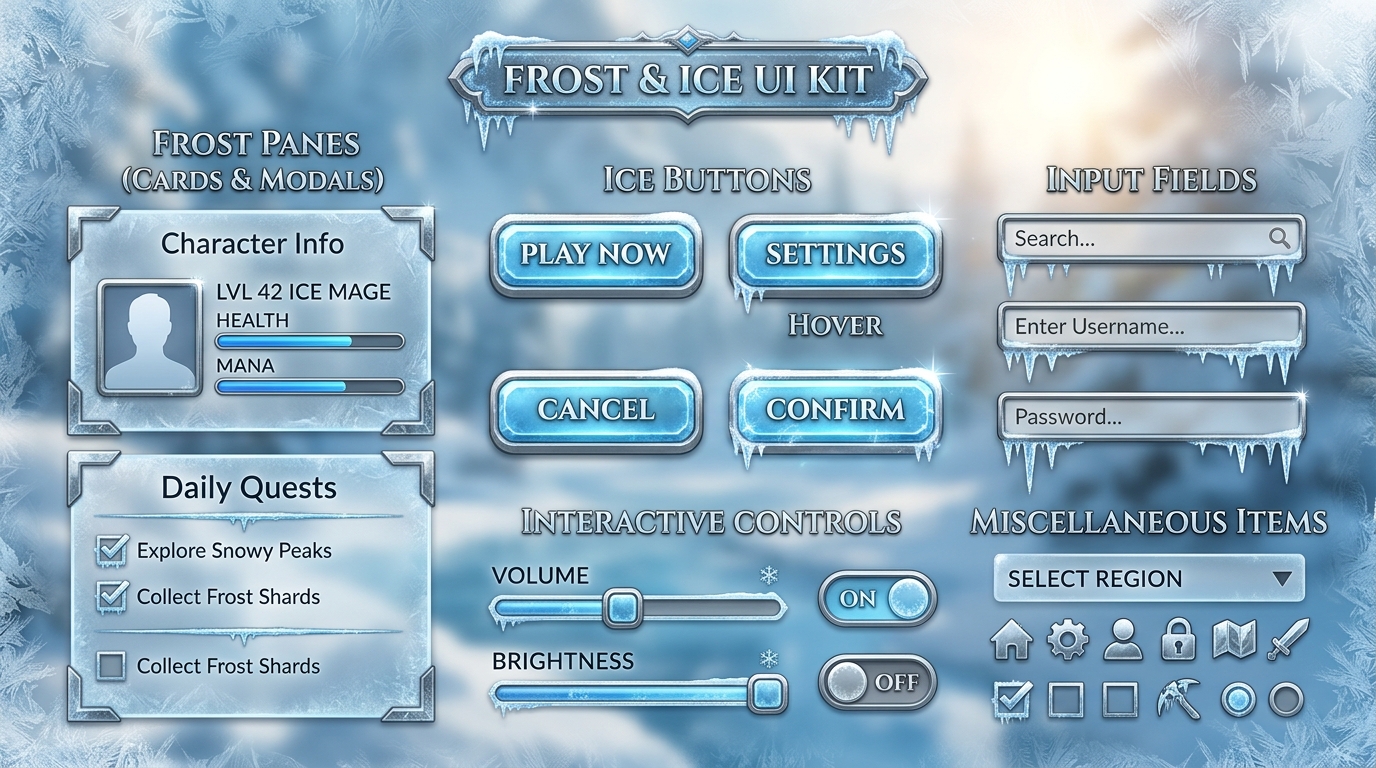 FROST & ICE UI KIT
FROST PANES
(CARDS & MODALS)
Character Info
LVL 42 ICE MAGE
HEALTH
MANA
Daily Quests
Explore Snowy Peaks
Collect Frost Shards
Collect Frost Shards
ICE BUTTONS
PLAY NOW
SETTINGS
HOVER
CANCEL
CONFIRM
INTERACTIVE CONTROLS
VOLUME
ON
BRIGHTNESS
OFF
INPUT FIELDS
Search...
Enter Username...
Password...
MISCELLANEOUS ITEMS
SELECT REGION